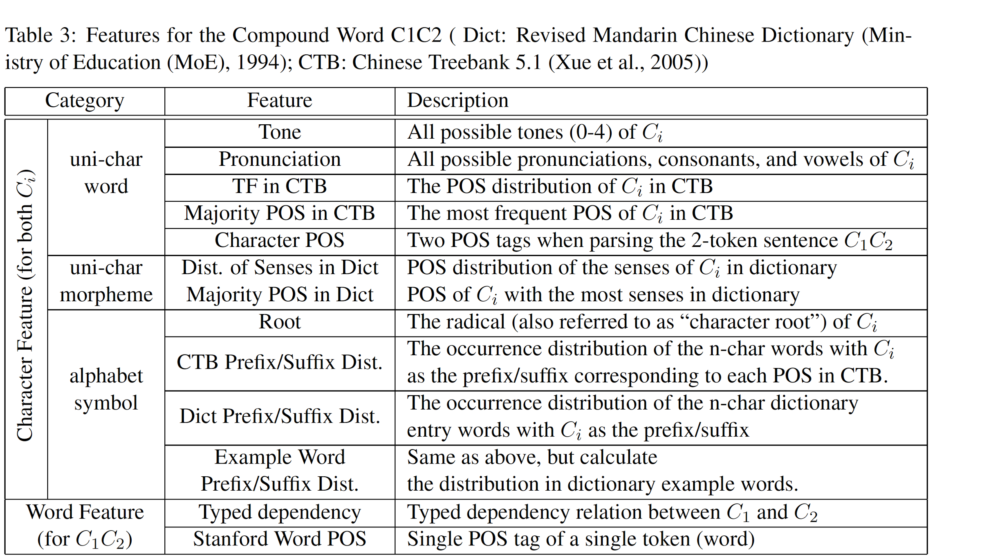 Table 3: Features for the Compound Word C1C2 ( Dict: Revised Mandarin Chinese Dictionary (Min-
istry of Education (MoE), 1994); CTB: Chinese Treebank 5.1 (Xue et al., 2005))
Category Feature Description
Character Feature (for both Cᵢ)
uni-char
word
Tone All possible tones (0-4) of Cᵢ
Pronunciation All possible pronunciations, consonants, and vowels of Cᵢ
TF in CTB The POS distribution of Cᵢ in CTB
Majority POS in CTB The most frequent POS of Cᵢ in CTB
Character POS Two POS tags when parsing the 2-token sentence C₁C₂
uni-char
morpheme
Dist. of Senses in Dict POS distribution of the senses of Cᵢ in dictionary
Majority POS in Dict POS of Cᵢ with the most senses in dictionary
alphabet
symbol
Root The radical (also referred to as “character root”) of Cᵢ
CTB Prefix/Suffix Dist.
The occurrence distribution of the n-char words with Cᵢ
as the prefix/suffix corresponding to each POS in CTB.
Dict Prefix/Suffix Dist.
The occurrence distribution of the n-char dictionary
entry words with Cᵢ as the prefix/suffix
Example Word
Prefix/Suffix Dist.
Same as above, but calculate
the distribution in dictionary example words.
Word Feature
(for C₁C₂)
Typed dependency Typed dependency relation between C₁ and C₂
Stanford Word POS Single POS tag of a single token (word)